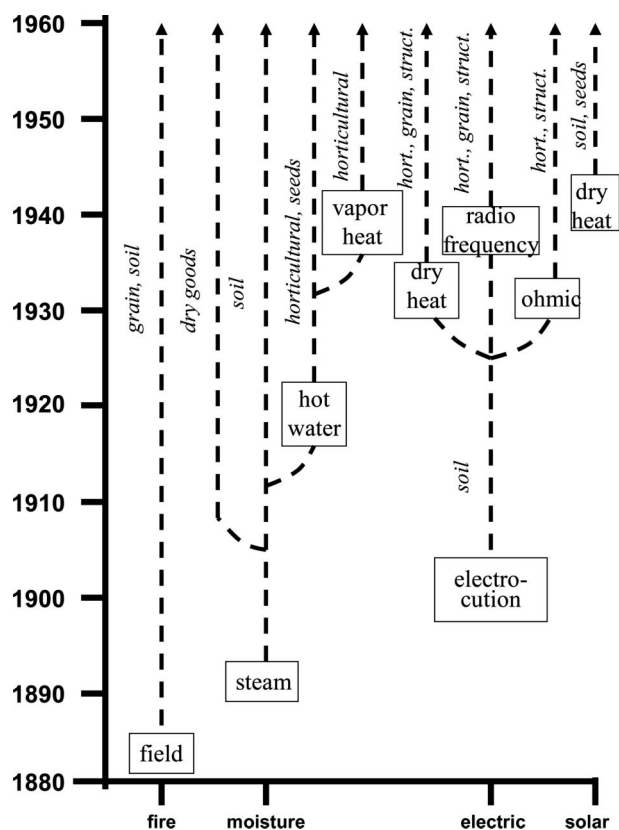 1960
1950
1940
1930
1920
1910
1900
1890
1880
grain, soil
dry goods
soil
horticultural, seeds
horticultural
hort., grain, struct.
hort., grain, struct.
hort., struct.
soil, seeds
vapor
heat
dry
heat
radio
frequency
ohmic
dry
heat
hot
water
soil
electro-
cution
steam
field
fire
moisture
electric
solar